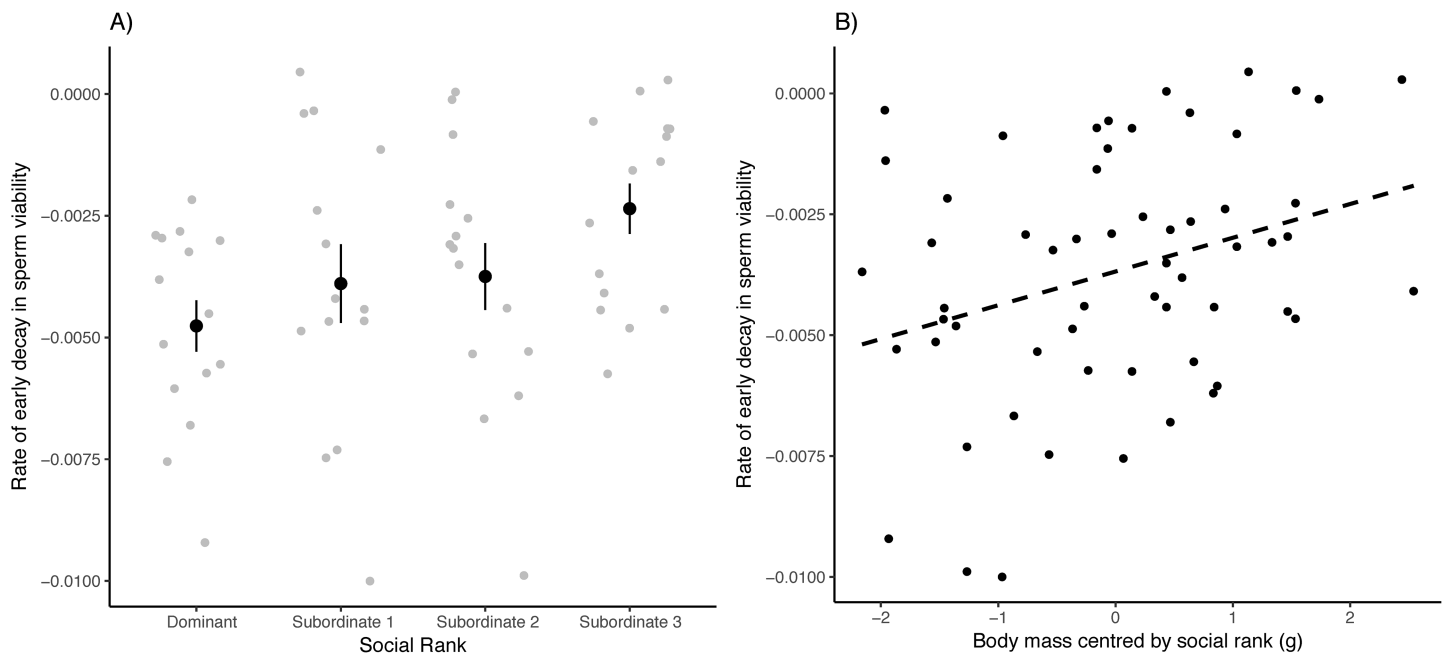 A)
Rate of early decay in sperm viability
0.0000
−0.0025
−0.0050
−0.0075
−0.0100
Dominant Subordinate 1 Subordinate 2 Subordinate 3
Social Rank
B)
Rate of early decay in sperm viability
0.0000
−0.0025
−0.0050
−0.0075
−0.0100
−2 −1 0 1 2
Body mass centred by social rank (g)